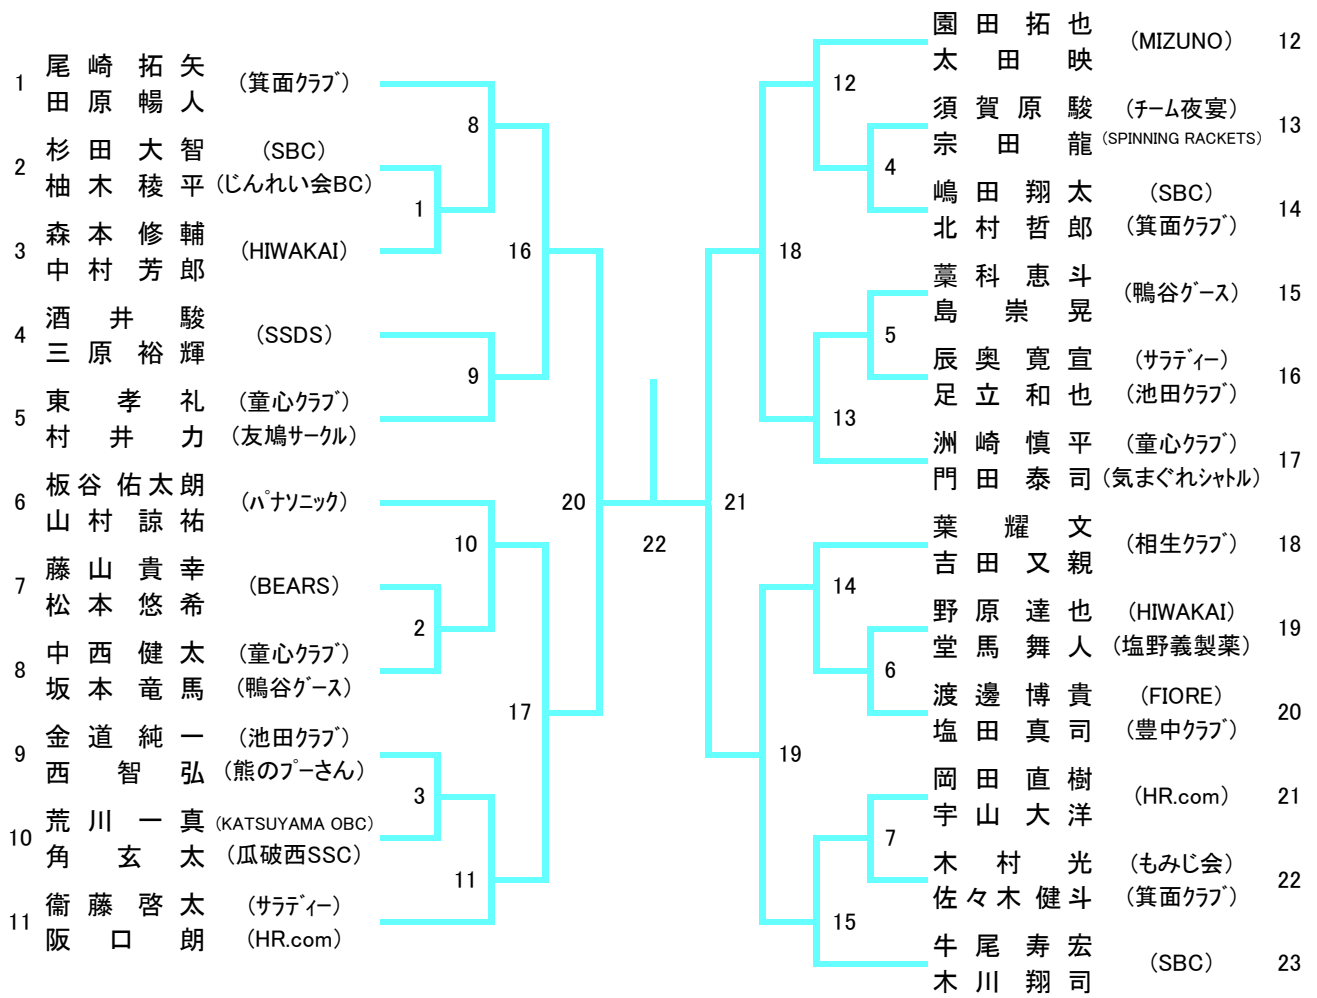 1 尾崎拓矢 (箕面ｸﾗﾌﾞ)
田原暢人
2 杉田大智 (SBC)
柚木稜平 (じんれい会BC)
3 森本修輔 (HIWAKAI)
中村芳郎
4 酒井駿 (SSDS)
三原裕輝
5 東孝礼 (童心ｸﾗﾌﾞ)
村井力 (友鳩ｻｰｸﾙ)
6 板谷佑太朗 (ﾊﾟﾅｿﾆｯｸ)
山村諒祐
7 藤山貴幸 (BEARS)
松本悠希
8 中西健太 (童心ｸﾗﾌﾞ)
坂本竜馬 (鴨谷ｸﾞｰｽ)
9 金道純一 (池田ｸﾗﾌﾞ)
西智弘 (熊のﾌﾟｰさん)
10 荒川一真 (KATSUYAMA OBC)
角玄太 (瓜破西SSC)
11 衞藤啓太 (ｻﾗﾃﾞｨｰ)
阪口朗 (HR.com)
8
1
16
9
20
10
2
17
3
11
22
12
4
18
5
13
21
14
6
19
7
15
園田拓也 (MIZUNO) 12
太田映
須賀原駿 (ﾁｰﾑ夜宴) 13
宗田龍 (SPINNING RACKETS)
嶋田翔太 (SBC) 14
北村哲郎 (箕面ｸﾗﾌﾞ)
藁科恵斗 (鴨谷ｸﾞｰｽ) 15
島崇晃
辰奥寛宣 (ｻﾗﾃﾞｨｰ) 16
足立和也 (池田ｸﾗﾌﾞ)
洲崎慎平 (童心ｸﾗﾌﾞ) 17
門田泰司 (気まぐれｼｬﾄﾙ)
葉耀文 (相生ｸﾗﾌﾞ) 18
吉田又親
野原達也 (HIWAKAI) 19
堂馬舞人 (塩野義製薬)
渡邊博貴 (FIORE) 20
塩田真司 (豊中ｸﾗﾌﾞ)
岡田直樹 (HR.com) 21
宇山大洋
木村光 (もみじ会) 22
佐々木健斗 (箕面ｸﾗﾌﾞ)
牛尾寿宏 (SBC) 23
木川翔司